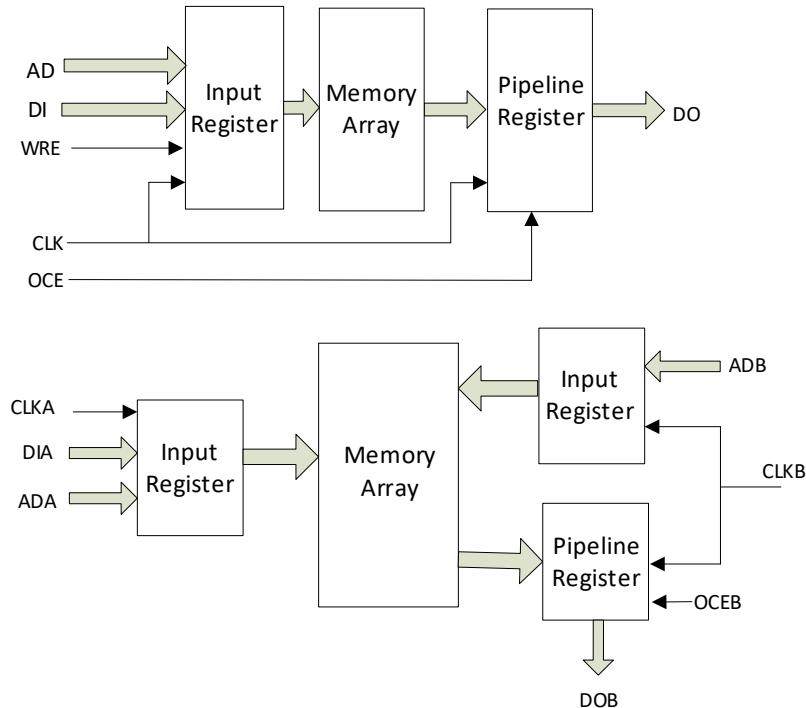 AD
DI
WRE
CLK
OCE
Input
Register
Memory
Array
Pipeline
Register
DO
CLKA
DIA
ADA
Input
Register
Memory
Array
Input
Register
ADB
CLKB
Pipeline
Register
OCEB
DOB